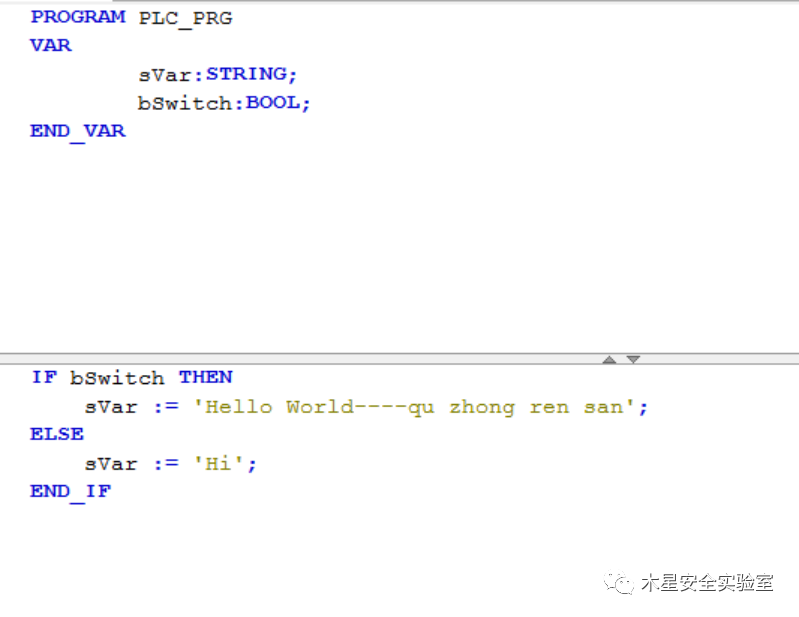 PROGRAM PLC_PRG
VAR
sVar:STRING;
bSwitch:BOOL;
END_VAR
IF bSwitch THEN
sVar := 'Hello World----qu zhong ren san';
ELSE
sVar := 'Hi';
END_IF
木星安全实验室